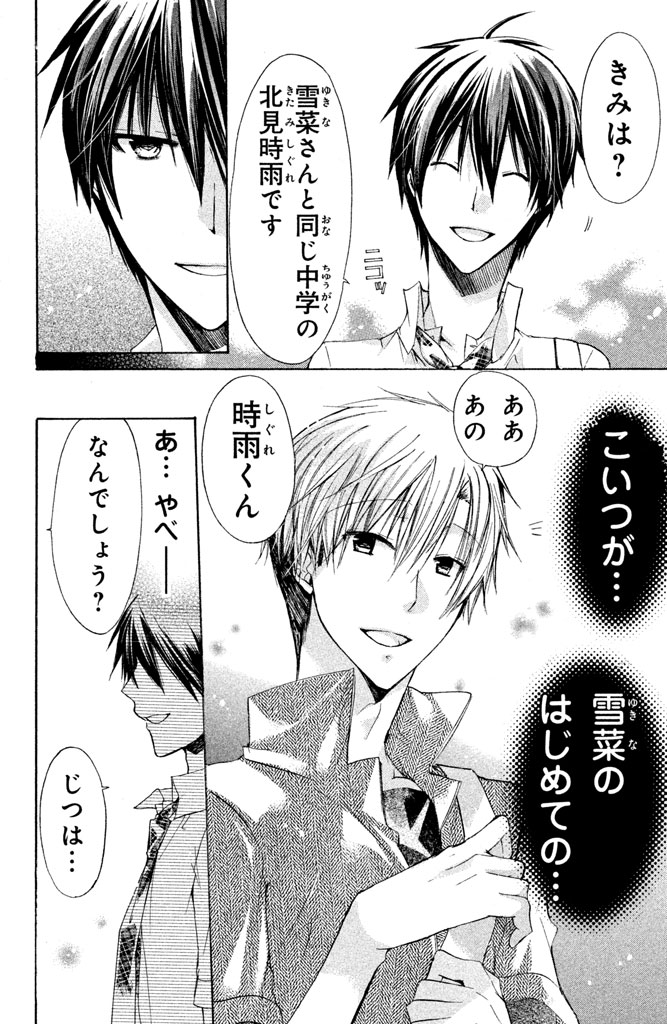 きみは?
ニコッ
雪菜さんと同じ中学の
北見時雨です
こいつが…
雪菜の
はじめての…
ああ
あの
時雨くん
あ…やべ――
なんでしょう?
じつは…